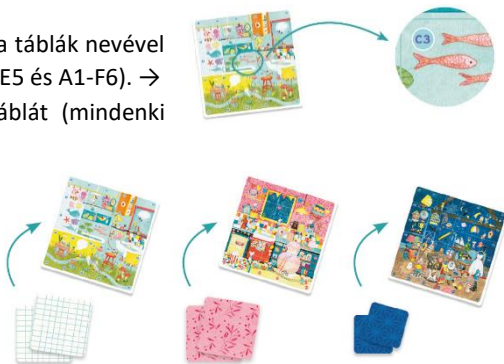 a táblák nevével
E5 és A1-F6). →
áblát (mindenki
C3